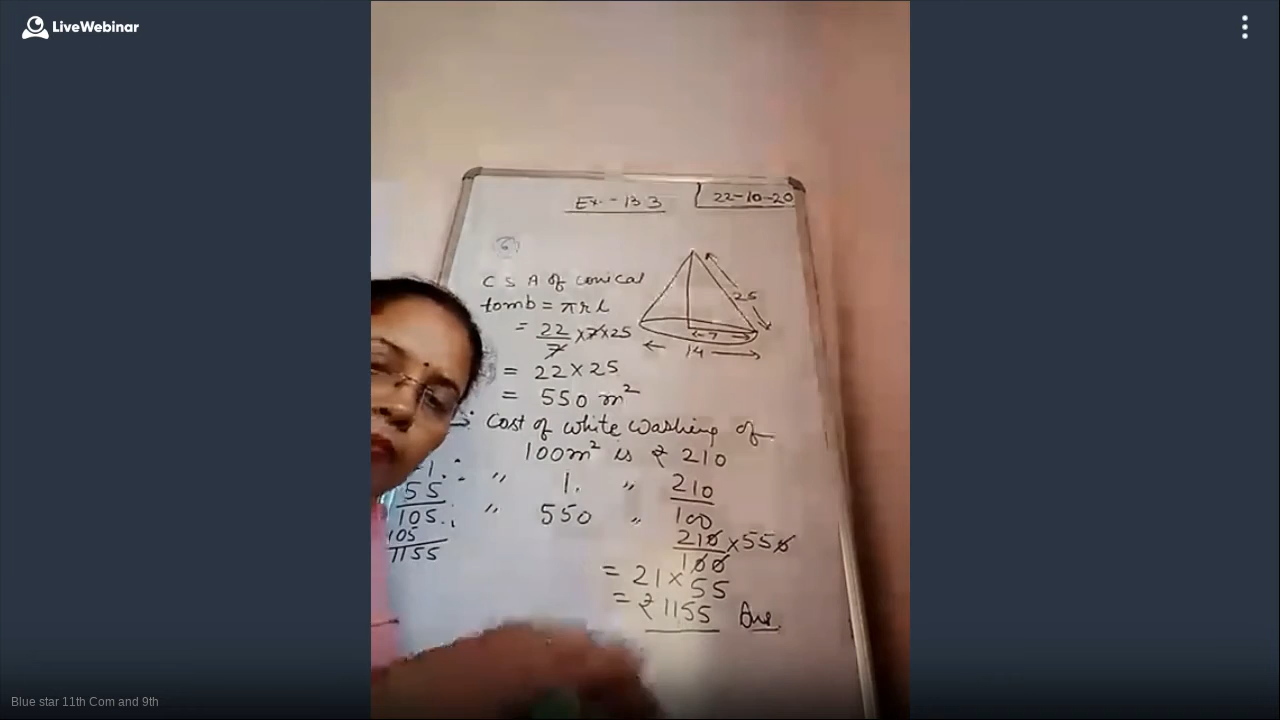 LiveWebinar
Ex. - 13.3
22-10-20
6
C S A of conical
tomb = πrl
= 22/7 × 7 × 25
= 22 × 25
= 550 m²
25
7
14
∴ Cost of white washing of
100m² is ₹ 210
∴ " 1. " 210/100
∴ " 550 " 210/100 × 550
= 21 × 55
= ₹ 1155 Ans.
55
105
105
1155
Blue star 11th Com and 9th